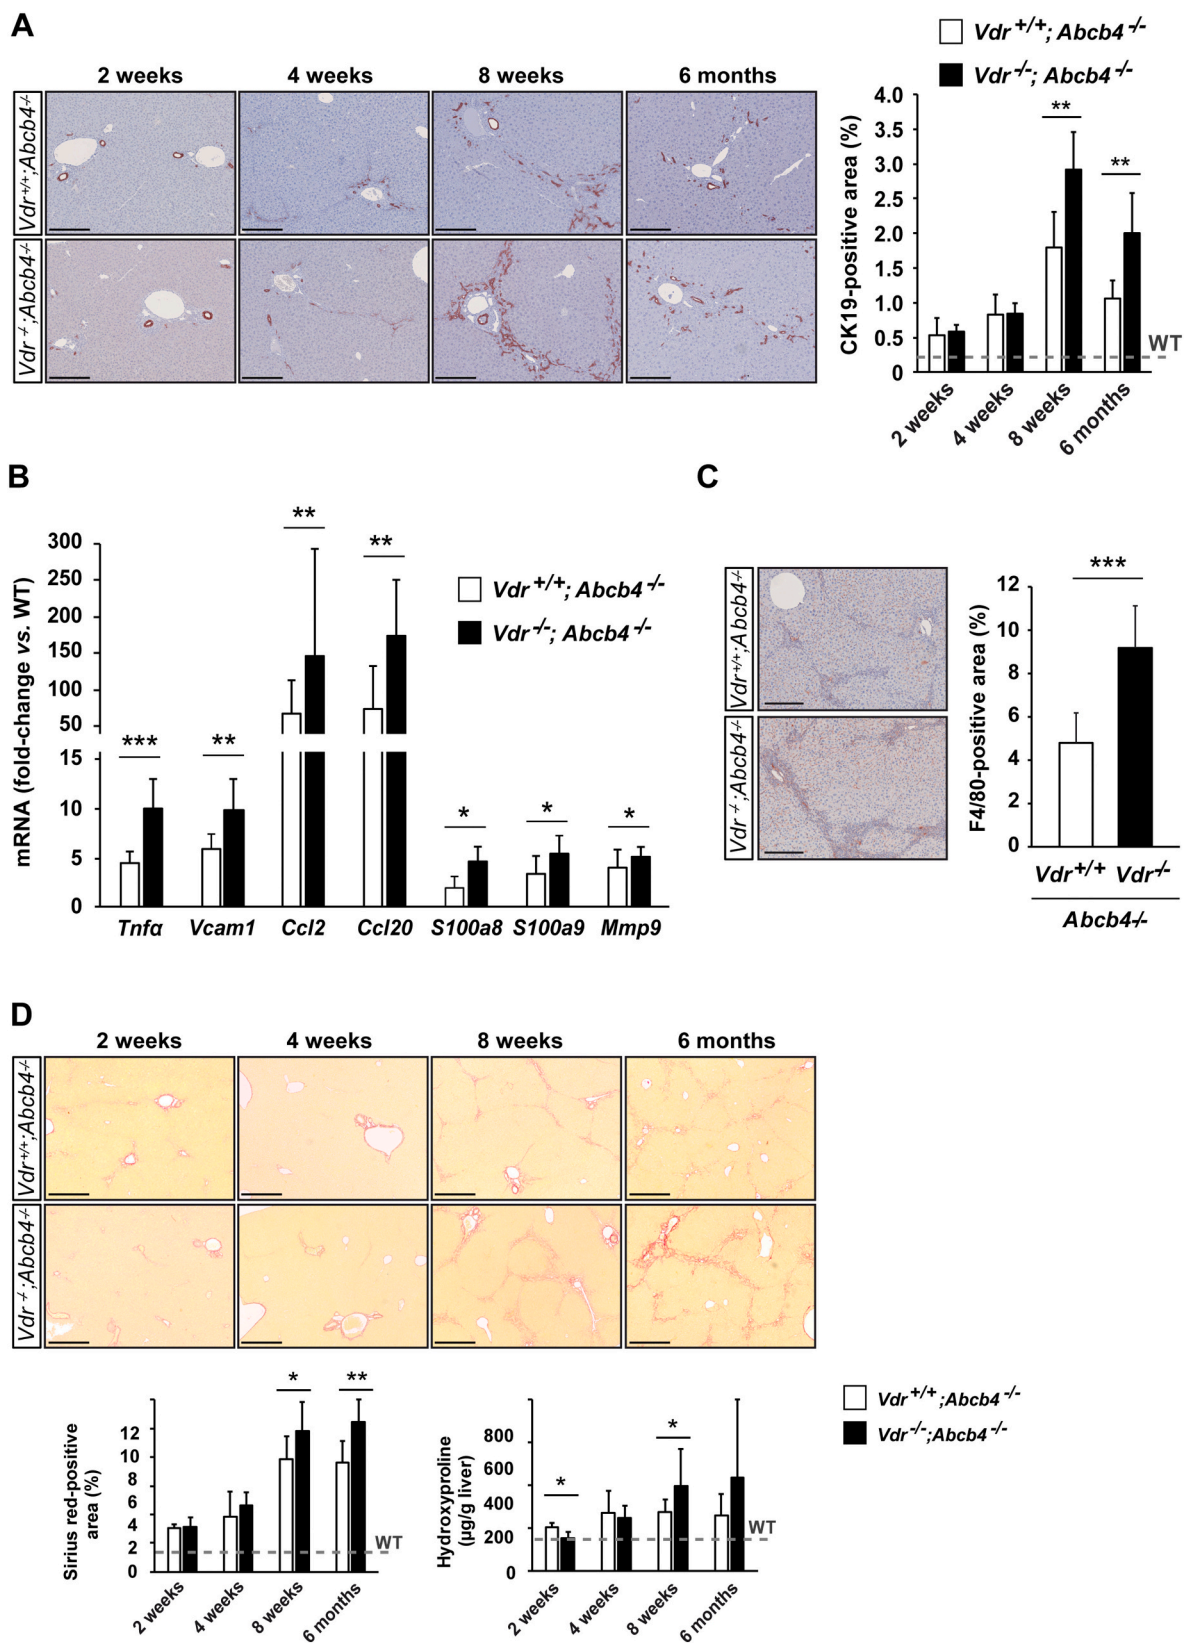 A
Vdr +/+; Abcb4 -/-
Vdr -/-; Abcb4 -/-
2 weeks 4 weeks 8 weeks 6 months
Vdr+/+;Abcb4-/-
Vdr -/-;Abcb4-/-
CK19-positive area (%)
4.0
3.5
3.0
2.5
2.0
1.5
1.0
0.5
0
** **
WT
2 weeks 4 weeks 8 weeks 6 months
B
mRNA (fold-change vs. WT)
300
250
200
150
100
50
15
10
5
0
*** ** ** ** * * *
Vdr +/+; Abcb4 -/-
Vdr -/-; Abcb4 -/-
Tnfα Vcam1 Ccl2 Ccl20 S100a8 S100a9 Mmp9
C
Vdr+/+;Abcb4-/-
Vdr -/-;Abcb4-/-
F4/80-positive area (%)
12
10
8
6
4
2
0
***
Vdr+/+ Vdr-/-
Abcb4-/-
D
2 weeks 4 weeks 8 weeks 6 months
Vdr+/+;Abcb4-/-
Vdr -/-;Abcb4-/-
Sirius red-positive
area (%)
12
10
8
6
4
2
0
* **
WT
2 weeks 4 weeks 8 weeks 6 months
Hydroxyproline
(µg/g liver)
800
600
400
200
0
* *
WT
2 weeks 4 weeks 8 weeks 6 months
Vdr +/+;Abcb4 -/-
Vdr -/-;Abcb4 -/-